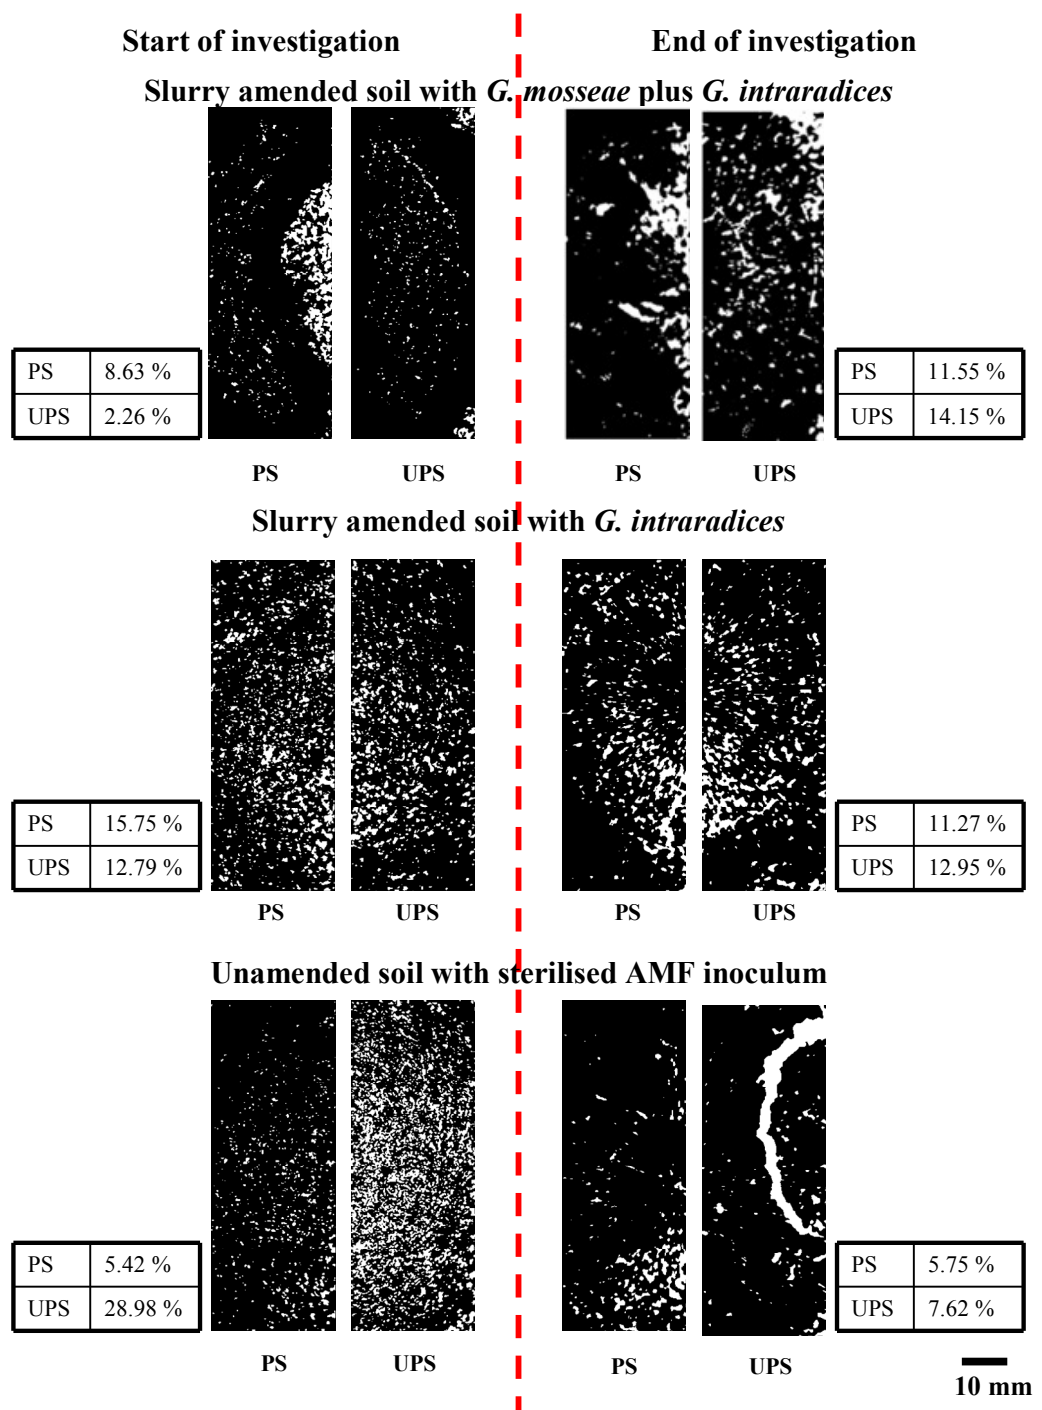 Start of investigation
End of investigation
Slurry amended soil with G. mosseae plus G. intraradices
PS 8.63 %
UPS 2.26 %
PS 11.55 %
UPS 14.15 %
PS UPS PS UPS
Slurry amended soil with G. intraradices
PS 15.75 %
UPS 12.79 %
PS 11.27 %
UPS 12.95 %
PS UPS PS UPS
Unamended soil with sterilised AMF inoculum
PS 5.42 %
UPS 28.98 %
PS 5.75 %
UPS 7.62 %
PS UPS PS UPS
10 mm